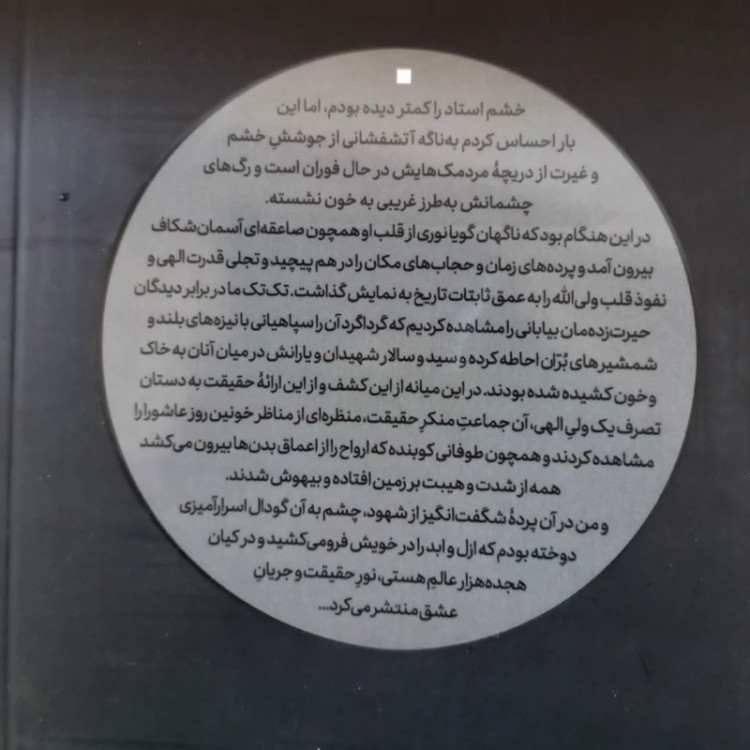 خشم استاد را کمتر دیده بودم، اما این
بار احساس کردم به‌ناگه آتشفشانی از جوششِ خشم
و غیرت از دریچهٔ مردمک‌هایش در حال فوران است و رگ‌های
چشمانش به‌طرز غریبی به خون نشسته.
در این هنگام بود که ناگهان گویا نوری از قلب او همچون صاعقه‌ای آسمان‌شکاف
بیرون آمد و پرده‌های زمان و حجاب‌های مکان را در هم پیچید و تجلی قدرت الهی و
نفوذ قلب ولی‌الله را به عمق ثابتات تاریخ به نمایش گذاشت. تک‌تک ما در برابر دیدگان
حیرت‌زده‌مان بیابانی را مشاهده کردیم که گرداگرد آن را سپاهیانی با نیزه‌های بلند و
شمشیرهای بُرّان احاطه کرده و سید و سالار شهیدان و یارانش در میان آنان به خاک
و خون کشیده شده بودند. در این میانه از این کشف و از این ارائهٔ حقیقت به دستان
تصرف یک ولیِ الهی، آن جماعتِ منکرِ حقیقت، منظره‌ای از مناظر خونین روز عاشورا را
مشاهده کردند و همچون طوفانی کوبنده که ارواح را از اعماق بدن‌ها بیرون می‌کشد
همه از شدت و هیبت بر زمین افتاده و بیهوش شدند.
و من در آن پردهٔ شگفت‌انگیز از شهود، چشم به آن گودال اسرارآمیزی
دوخته بودم که ازل و ابد را در خویش فرومی‌کشید و در کیان
هجده‌هزار عالمِ هستی، نورِ حقیقت و جریانِ
عشق منتشر می‌کرد...